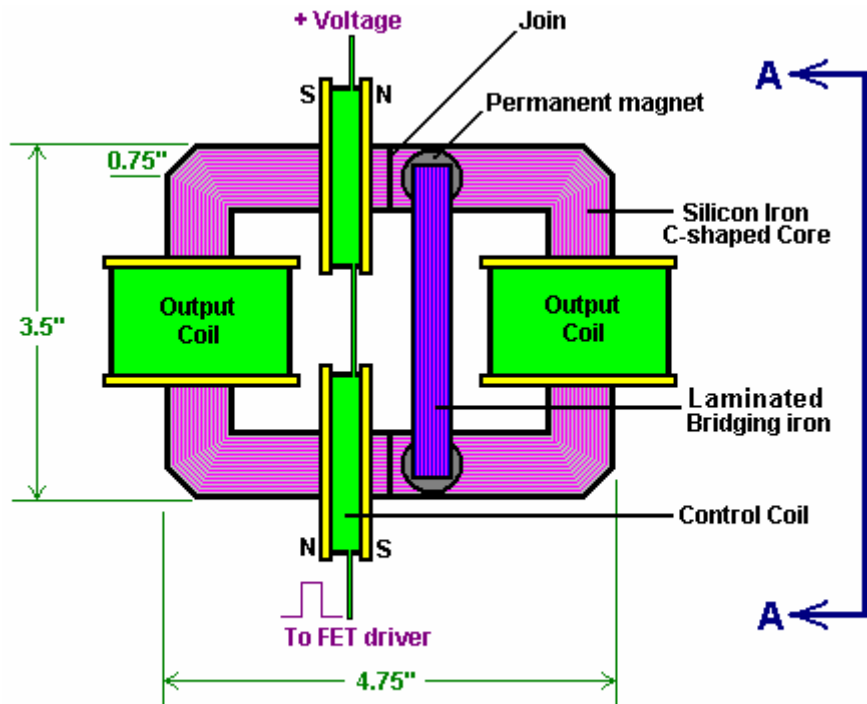 + Voltage
Join
A
S
N
Permanent magnet
0.75"
Silicon Iron
C-shaped Core
Output
Coil
Output
Coil
3.5"
Laminated
Bridging iron
Control Coil
N
S
A
To FET driver
4.75"